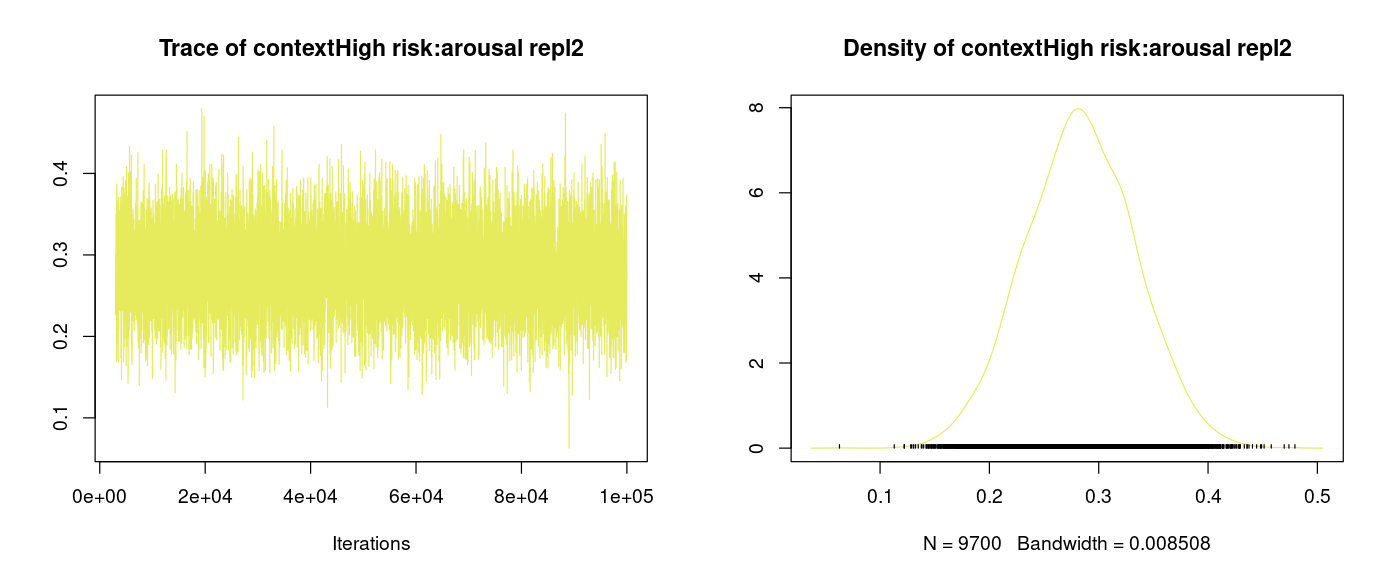 Trace of contextHigh risk:arousal repl2
0.4
0.3
0.2
0.1
0e+00 2e+04 4e+04 6e+04 8e+04 1e+05
Iterations
Density of contextHigh risk:arousal repl2
8
6
4
2
0
0.1 0.2 0.3 0.4 0.5
N = 9700 Bandwidth = 0.008508